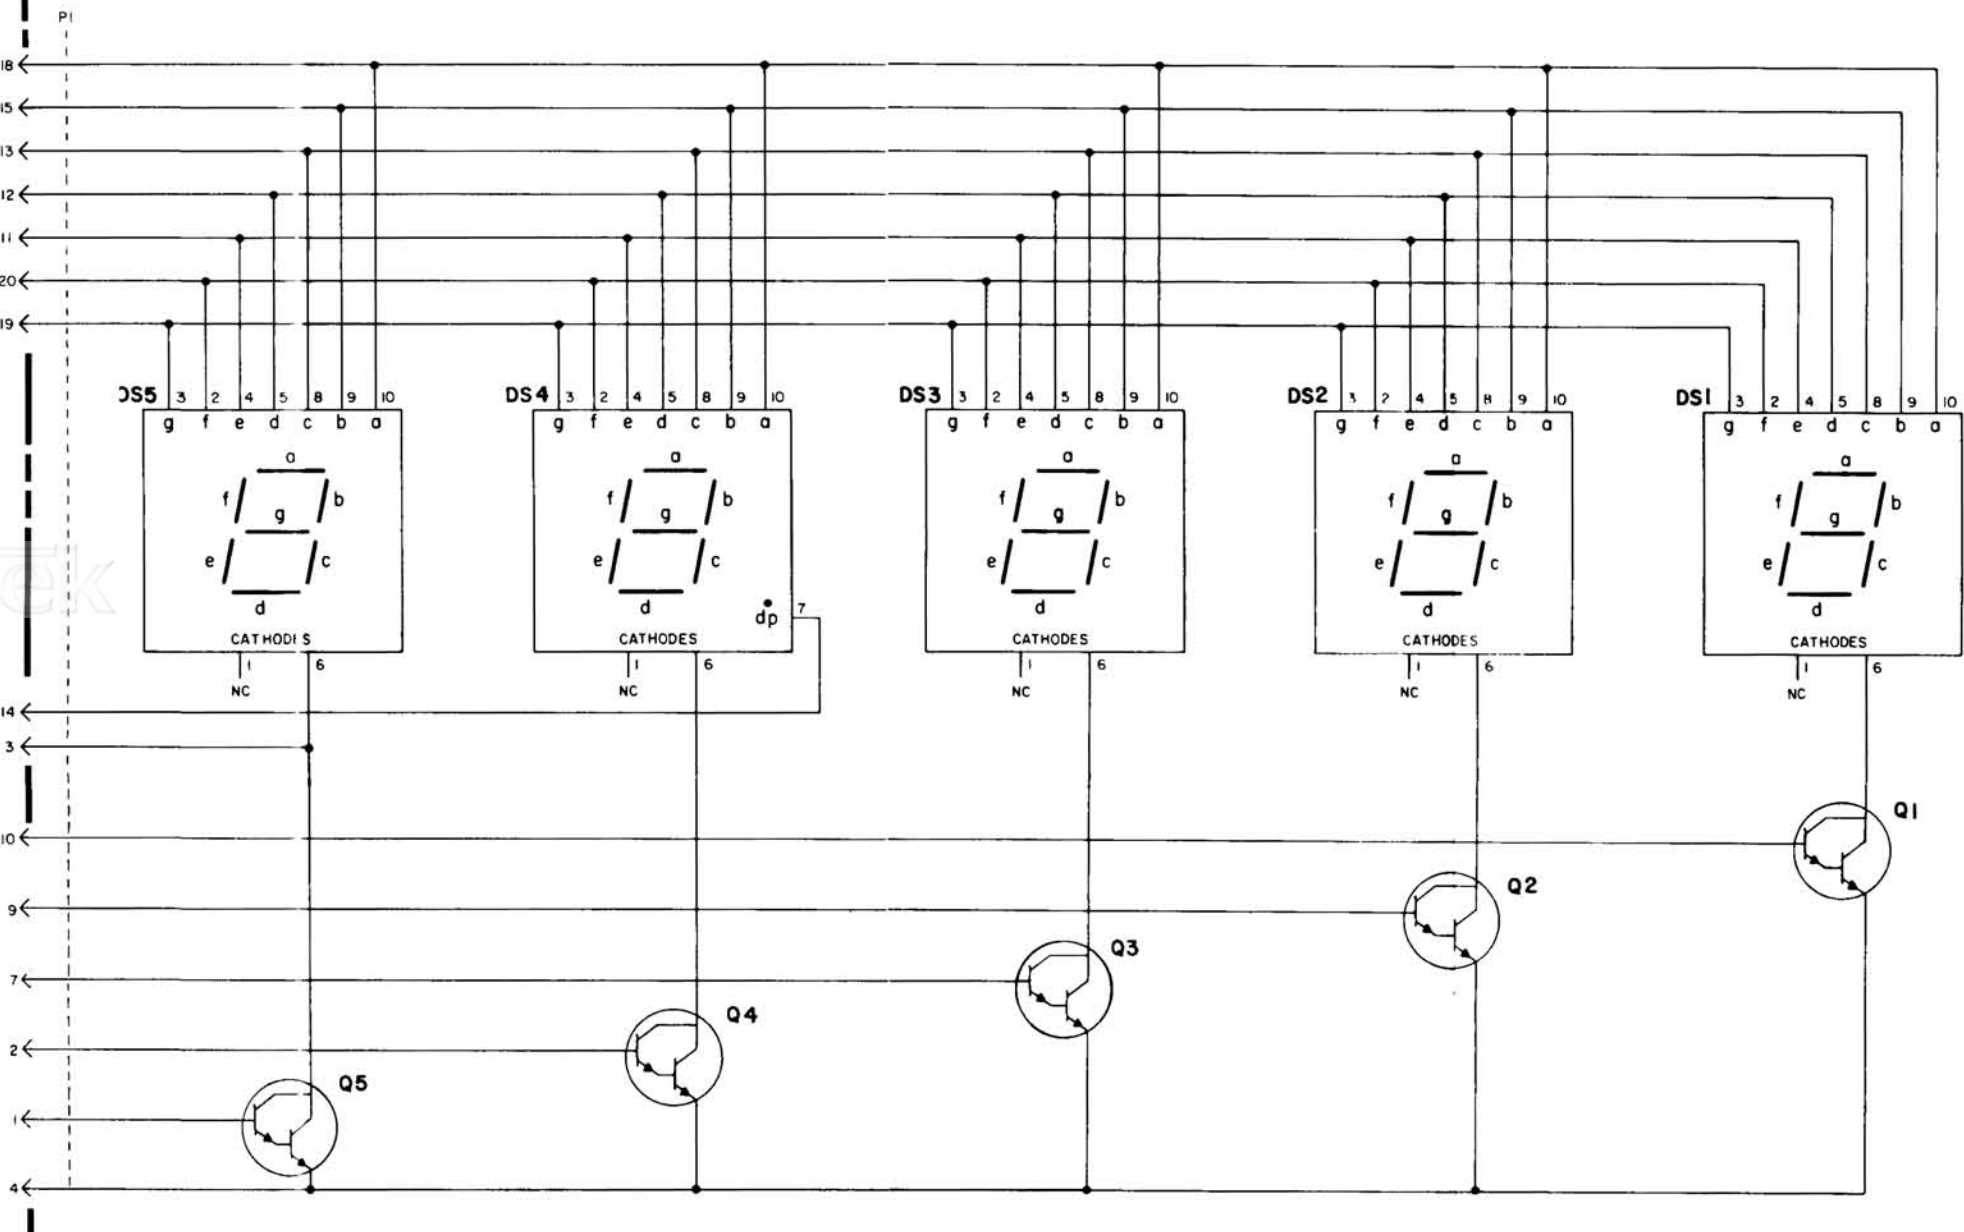 P1
18
15
13
12
11
20
19
DS5 3 2 4 5 8 9 10
g f e d c b a
a
f b
g
e c
d
CATHODES
1 6
NC
DS4 3 2 4 5 8 9 10
g f e d c b a
a
f b
g
e c
d
dp 7
CATHODES
1 6
NC
DS3 3 2 4 5 8 9 10
g f e d c b a
a
f b
g
e c
d
CATHODES
1 6
NC
DS2 3 2 4 5 8 9 10
g f e d c b a
a
f b
g
e c
d
CATHODES
1 6
NC
DS1 3 2 4 5 8 9 10
g f e d c b a
a
f b
g
e c
d
CATHODES
1 6
NC
14
3
10
Q1
9
Q2
7
Q3
2
Q4
1
Q5
4
ek